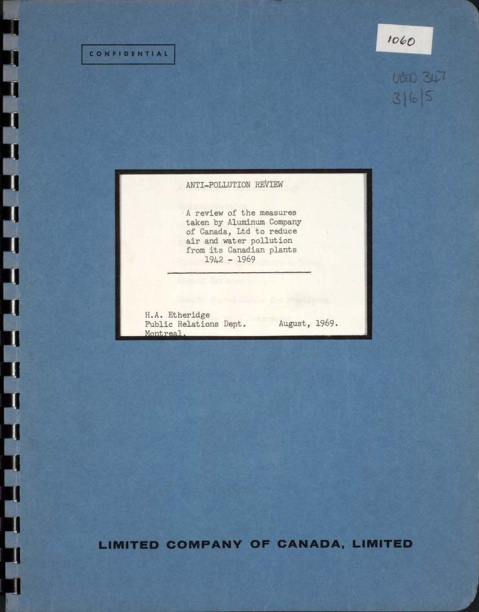 CONFIDENTIAL
1060
3/6/5
ANTI-POLLUTION REVIEW
A review of the measures
taken by Aluminum Company
of Canada, Ltd to reduce
air and water pollution
from its Canadian plants
1942 - 1969
H.A. Etheridge
Public Relations Dept. August, 1969.
Montreal.
LIMITED COMPANY OF CANADA, LIMITED